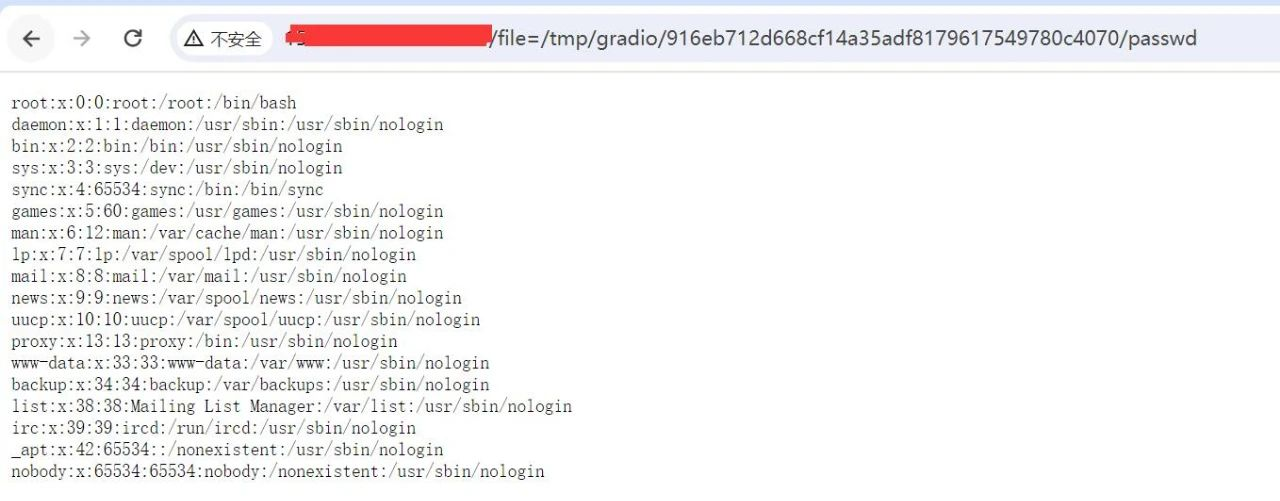 不安全 /file=/tmp/gradio/916eb712d668cf14a35adf8179617549780c4070/passwd
root:x:0:0:root:/root:/bin/bash
daemon:x:1:1:daemon:/usr/sbin:/usr/sbin/nologin
bin:x:2:2:bin:/bin:/usr/sbin/nologin
sys:x:3:3:sys:/dev:/usr/sbin/nologin
sync:x:4:65534:sync:/bin:/bin/sync
games:x:5:60:games:/usr/games:/usr/sbin/nologin
man:x:6:12:man:/var/cache/man:/usr/sbin/nologin
lp:x:7:7:lp:/var/spool/lpd:/usr/sbin/nologin
mail:x:8:8:mail:/var/mail:/usr/sbin/nologin
news:x:9:9:news:/var/spool/news:/usr/sbin/nologin
uucp:x:10:10:uucp:/var/spool/uucp:/usr/sbin/nologin
proxy:x:13:13:proxy:/bin:/usr/sbin/nologin
www-data:x:33:33:www-data:/var/www:/usr/sbin/nologin
backup:x:34:34:backup:/var/backups:/usr/sbin/nologin
list:x:38:38:Mailing List Manager:/var/list:/usr/sbin/nologin
irc:x:39:39:ircd:/run/ircd:/usr/sbin/nologin
_apt:x:42:65534::/nonexistent:/usr/sbin/nologin
nobody:x:65534:65534:nobody:/nonexistent:/usr/sbin/nologin